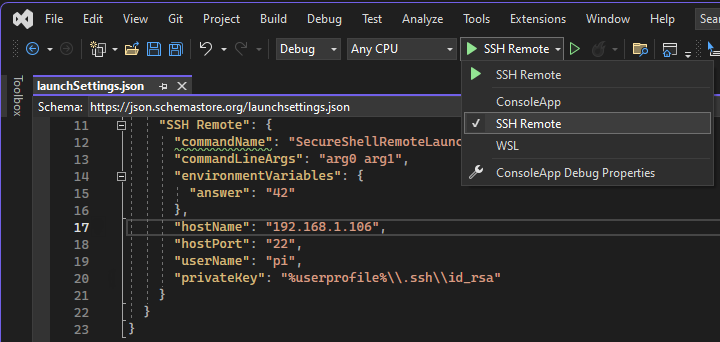 File Edit View Git Project Build Debug Test Analyze Tools Extensions Window Help
Debug Any CPU SSH Remote
Toolbox
launchSettings.json
Schema: https://json.schemastore.org/launchsettings.json
SSH Remote
ConsoleApp
SSH Remote
WSL
ConsoleApp Debug Properties
11 "SSH Remote": {
12 "commandName": "SecureShellRemoteLaunc
13 "commandLineArgs": "arg0 arg1",
14 "environmentVariables": {
15 "answer": "42"
16 },
17 "hostName": "192.168.1.106",
18 "hostPort": "22",
19 "userName": "pi",
20 "privateKey": "%userprofile%\\.ssh\\id_rsa"
21 }
22 }
23 }